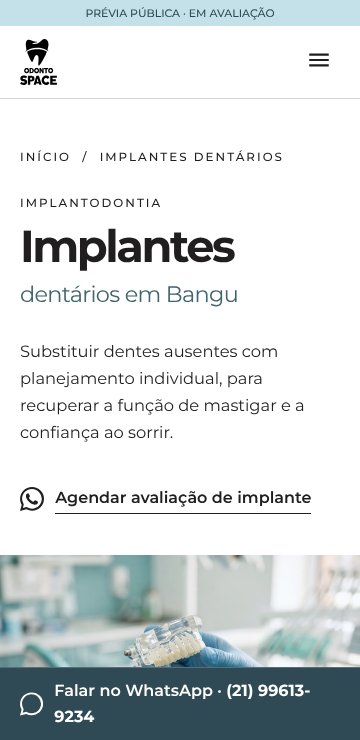 PRÉVIA PÚBLICA · EM AVALIAÇÃO
ODONTO
SPACE
INÍCIO / IMPLANTES DENTÁRIOS
IMPLANTODONTIA
Implantes
dentários em Bangu
Substituir dentes ausentes com
planejamento individual, para
recuperar a função de mastigar e a
confiança ao sorrir.
Agendar avaliação de implante
Falar no WhatsApp · (21) 99613-
9234